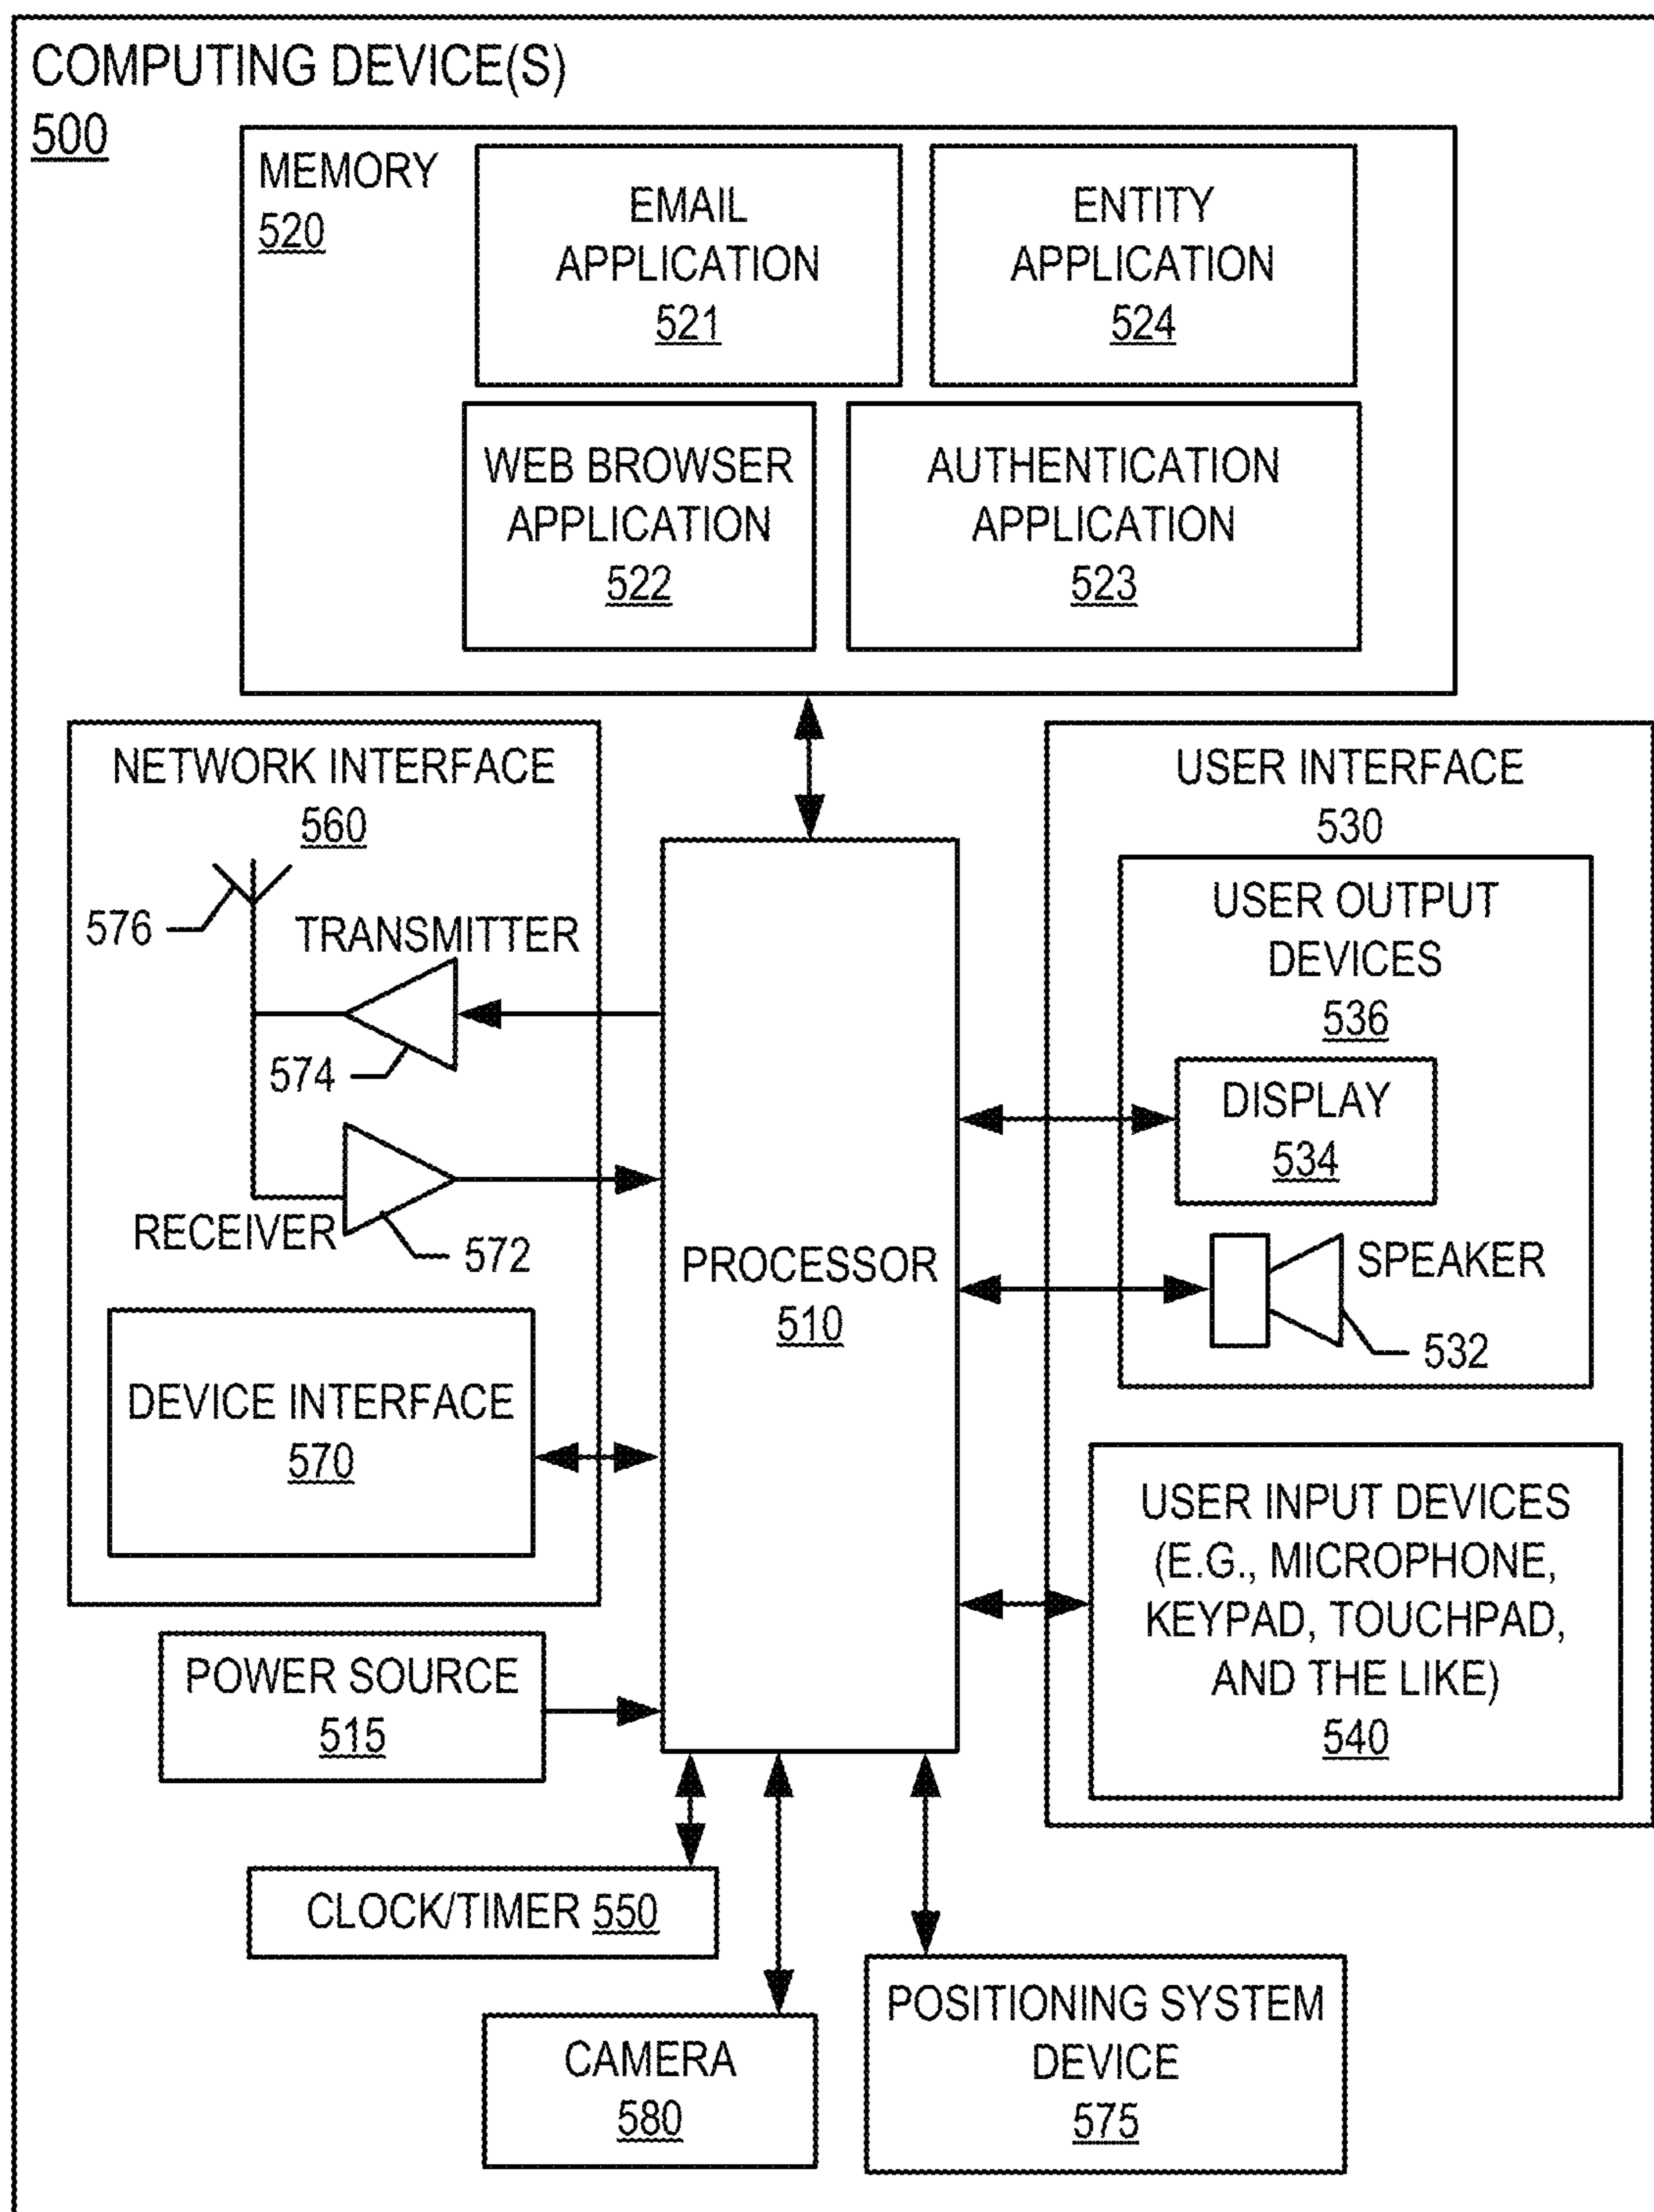 COMPUTING DEVICE(S)
500
MEMORY
520
EMAIL
APPLICATION
521
ENTITY
APPLICATION
524
WEB BROWSER
APPLICATION
522
AUTHENTICATION
APPLICATION
523
NETWORK INTERFACE
560
576
TRANSMITTER
574
RECEIVER
572
DEVICE INTERFACE
570
PROCESSOR
510
USER INTERFACE
530
USER OUTPUT
DEVICES
536
DISPLAY
534
SPEAKER
532
USER INPUT DEVICES
(E.G., MICROPHONE,
KEYPAD, TOUCHPAD,
AND THE LIKE)
540
POWER SOURCE
515
CLOCK/TIMER 550
CAMERA
580
POSITIONING SYSTEM
DEVICE
575